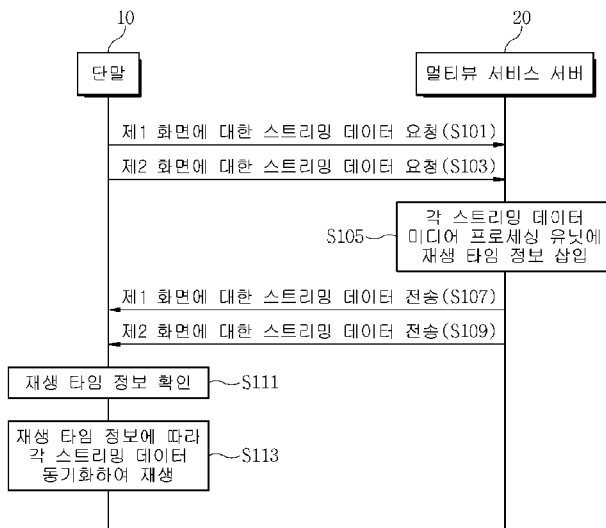 10
20
단말
멀티뷰 서비스 서버
제1 화면에 대한 스트리밍 데이터 요청(S101)
제2 화면에 대한 스트리밍 데이터 요청(S103)
S105
각 스트리밍 데이터
미디어 프로세싱 유닛에
재생 타임 정보 삽입
제1 화면에 대한 스트리밍 데이터 전송(S107)
제2 화면에 대한 스트리밍 데이터 전송(S109)
재생 타임 정보 확인
S111
재생 타임 정보에 따라
각 스트리밍 데이터
동기화하여 재생
S113